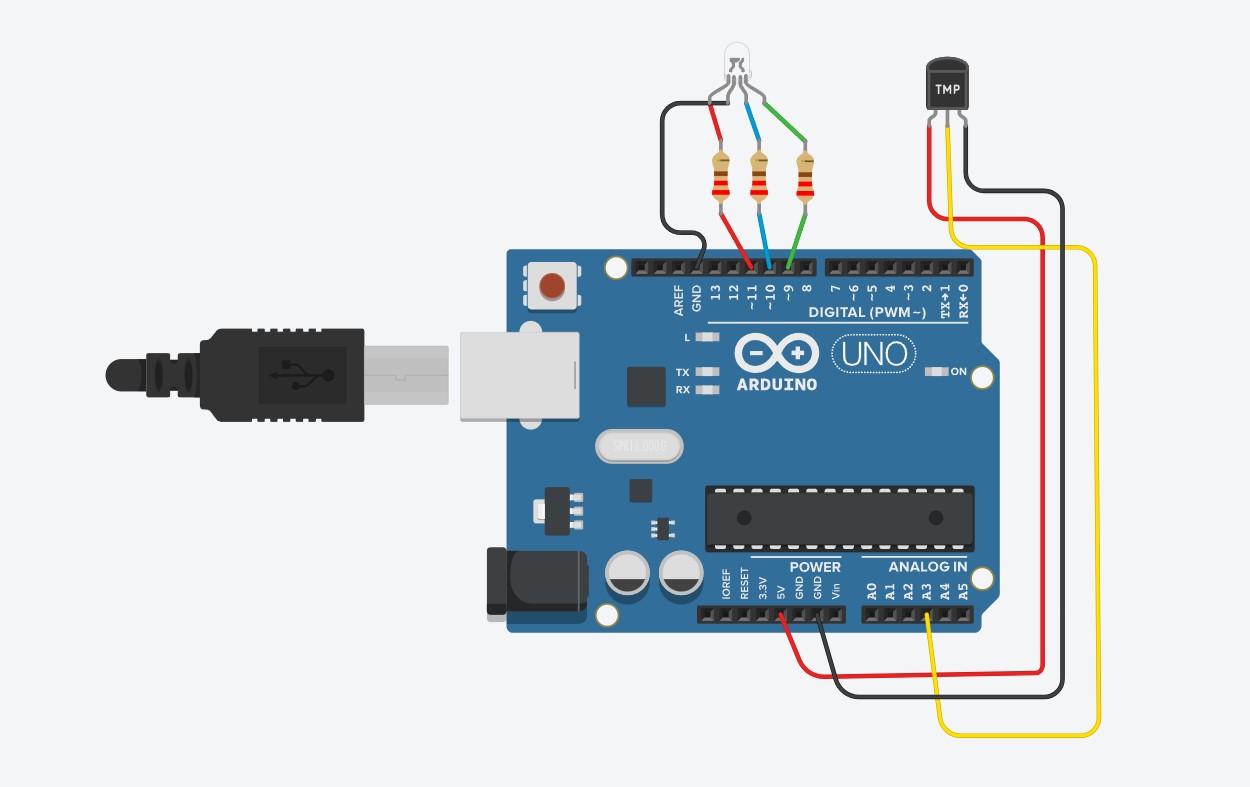 TMP
AREF
GND
13
12
~11
~10
~9
8
7
~6
~5
4
~3
2
TX→1
RX←0
DIGITAL (PWM~)
L
TX
RX
UNO
ARDUINO
ON
SPK16.000G
POWER
ANALOG IN
IOREF
RESET
3.3V
5V
GND
GND
Vin
A0
A1
A2
A3
A4
A5